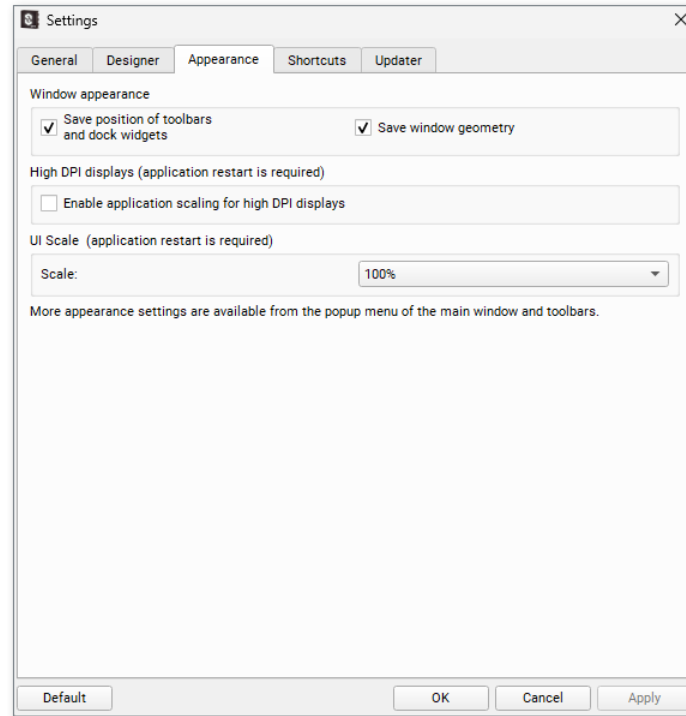 Settings
General Designer Appearance Shortcuts Updater
Window appearance
Save position of toolbars
and dock widgets
Save window geometry
High DPI displays (application restart is required)
Enable application scaling for high DPI displays
UI Scale (application restart is required)
Scale: 100%
More appearance settings are available from the popup menu of the main window and toolbars.
Default OK Cancel Apply